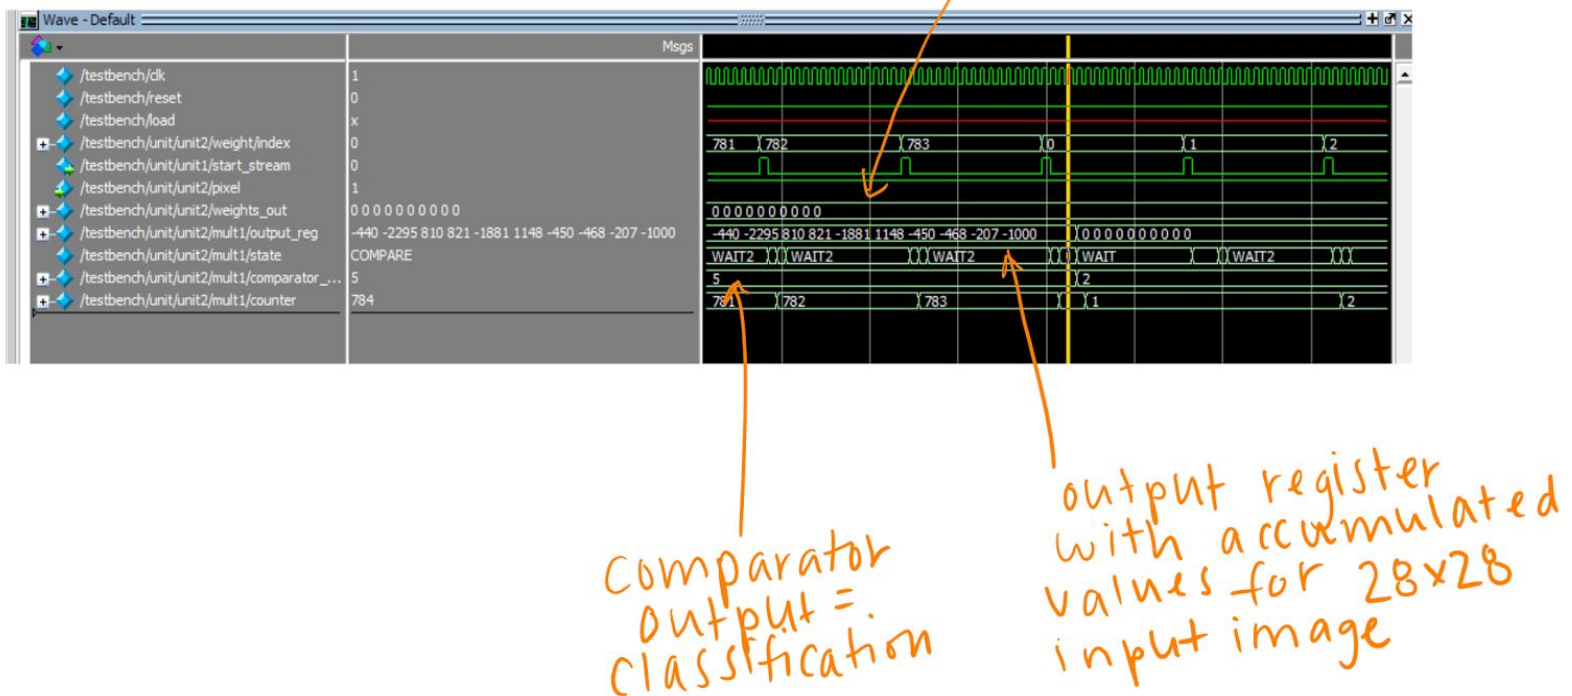 Wave - Default
Msgs
/testbench/clk 1
/testbench/reset 0
/testbench/load x
/testbench/unit/unit2/weight/index 0 781 782 783 0 1 2
/testbench/unit/unit1/start_stream 0
/testbench/unit/unit2/pixel 1
/testbench/unit/unit2/weights_out 0 0 0 0 0 0 0 0 0 0 0 0 0 0 0 0 0 0 0 0
/testbench/unit/unit2/mult1/output_reg -440 -2295 810 821 -1881 1148 -450 -468 -207 -1000 -440 -2295 810 821 -1881 1148 -450 -468 -207 -1000 0 0 0 0 0 0 0 0 0 0
/testbench/unit/unit2/mult1/state COMPARE WAIT2 WAIT2 WAIT2 WAIT WAIT2
/testbench/unit/unit2/mult1/comparator_... 5 5 2
/testbench/unit/unit2/mult1/counter 784 781 782 783 1 2
comparator
output =
classification
output register
with accumulated
values for 28x28
input image